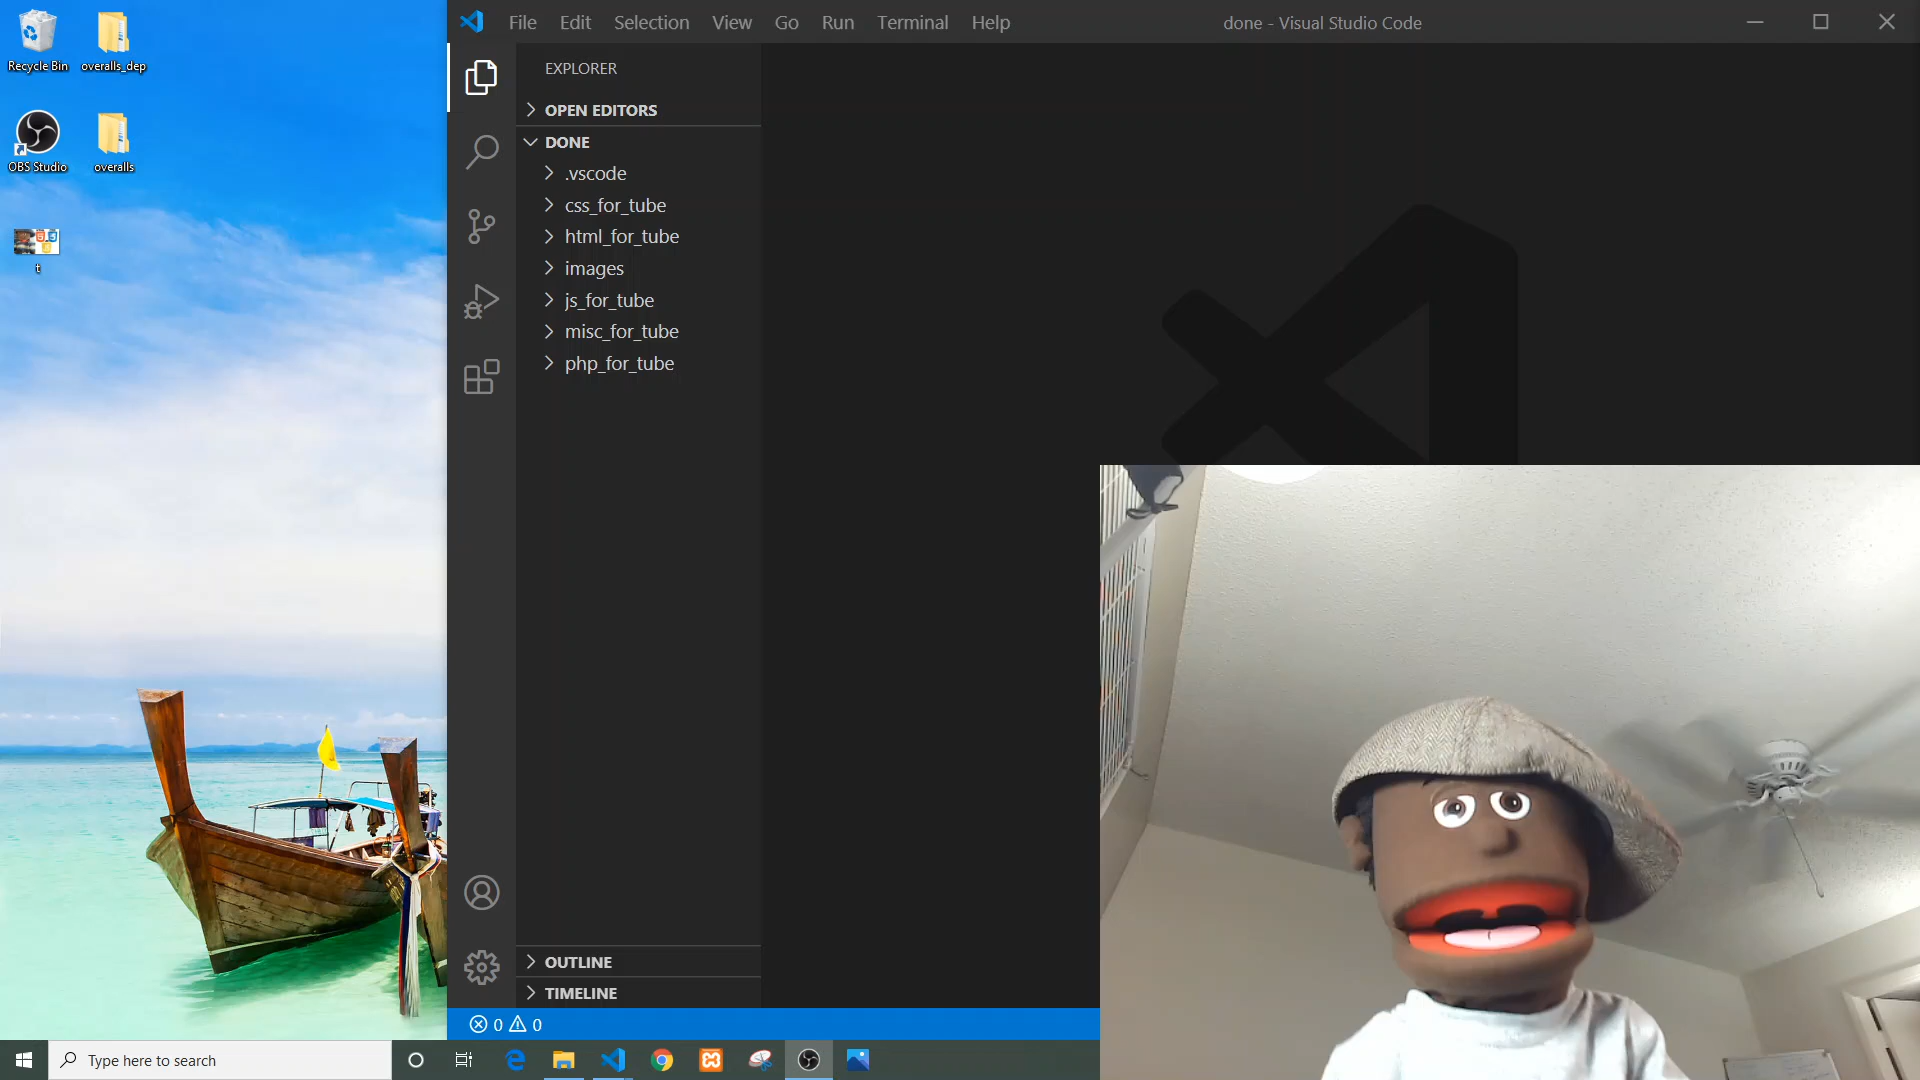 Recycle Bin
overalls_dep
OBS Studio
overalls
t
File Edit Selection View Go Run Terminal Help
done - Visual Studio Code
EXPLORER
OPEN EDITORS
DONE
.vscode
css_for_tube
html_for_tube
images
js_for_tube
misc_for_tube
php_for_tube
OUTLINE
TIMELINE
0 0
Type here to search